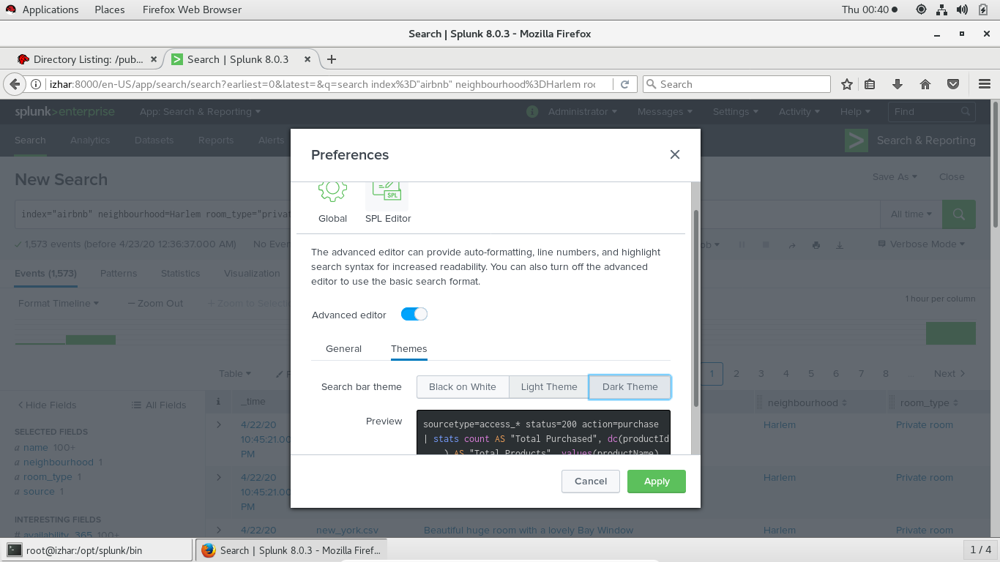 Applications Places Firefox Web Browser Thu 00:40
Search | Splunk 8.0.3 - Mozilla Firefox
Directory Listing: /pub... Search | Splunk 8.0.3
izhar:8000/en-US/app/search/search?earliest=0&latest=&q=search index%3D"airbnb" neighbourhood%3DHarlem roo Search
splunk>enterprise App: Search & Reporting Administrator Messages Settings Activity Help Find
Search Analytics Datasets Reports Alerts Search & Reporting
New Search Save As Close
index="airbnb" neighbourhood=Harlem room_type="privat All time
1,573 events (before 4/23/20 12:36:37.000 AM) No Even Verbose Mode
Events (1,573) Patterns Statistics Visualization
Format Timeline Zoom Out + Zoom to Selecti 1 hour per column
Table 1 2 3 4 5 6 7 8 ... Next
Hide Fields All Fields i _time neighbourhood room_type
SELECTED FIELDS
a name 100+
a neighbourhood 1
a room_type 1
a source 1
INTERESTING FIELDS
# availability_365 100+
4/22/20 Harlem Private room
10:45:21.00
PM
4/22/20 Harlem Private room
10:45:21.00
PM
4/22/20 new_york.csv Beautiful huge room with a lovely Bay Window Harlem Private room
Preferences
SPL
Global SPL Editor
The advanced editor can provide auto-formatting, line numbers, and highlight
search syntax for increased readability. You can also turn off the advanced
editor to use the basic search format.
Advanced editor
General Themes
Search bar theme Black on White Light Theme Dark Theme
Preview
sourcetype=access_* status=200 action=purchase
| stats count AS "Total Purchased", dc(productId
) AS "Total Products", values(productName)
Cancel Apply
root@izhar:/opt/splunk/bin Search | Splunk 8.0.3 - Mozilla Firef... 1 / 4